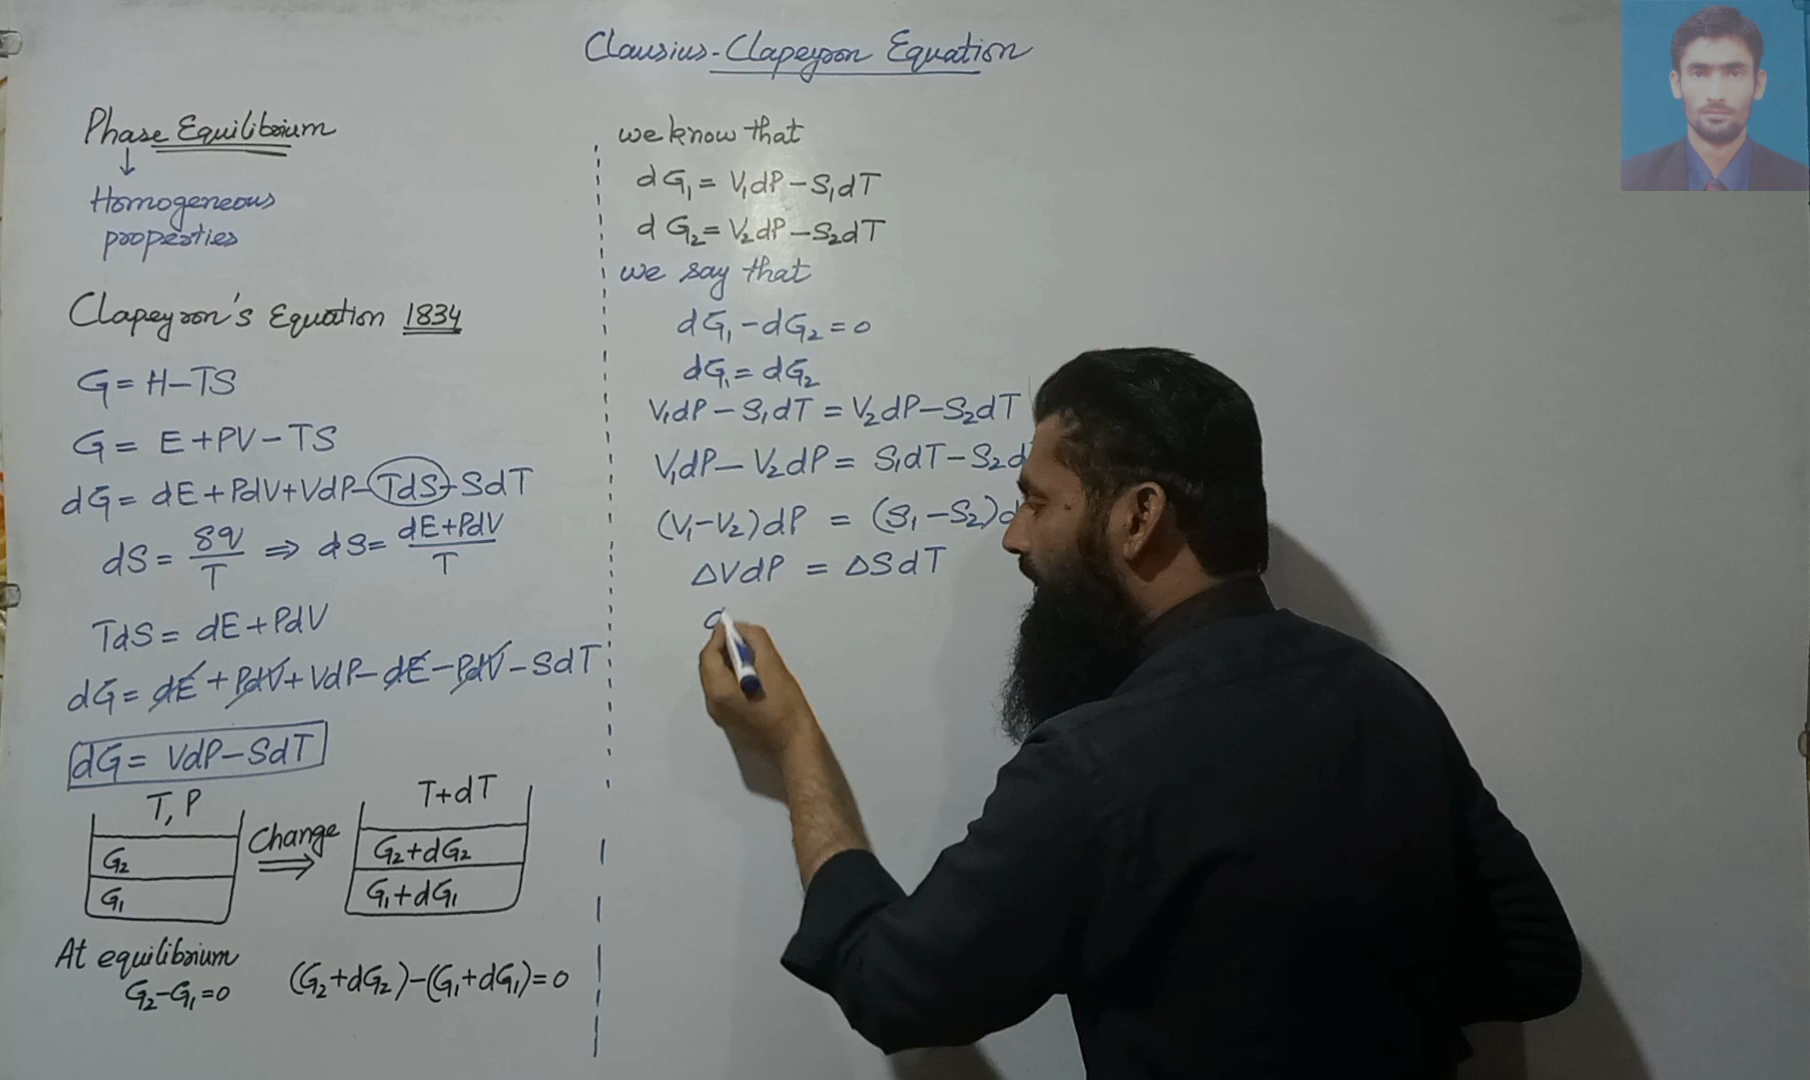 Clausius-Clapeyron Equation
Phase Equilibrium
↓
Homogeneous
properties
Clapeyron's Equation 1834
G = H-TS
G = E+PV-TS
dG = dE+PdV+VdP-TdS-SdT
dS = δq/T ⇒ dS = dE+PdV/T
TdS = dE+PdV
dG = dE+PdV+VdP-dE-PdV-SdT
dG = VdP-SdT
T, P
G2
G1
Change
⇒
T+dT
G2+dG2
G1+dG1
At equilibrium
G2-G1=0
(G2+dG2)-(G1+dG1)=0
we know that
dG1 = V1dP-S1dT
dG2 = V2dP-S2dT
we say that
dG1-dG2=0
dG1=dG2
V1dP-S1dT = V2dP-S2dT
V1dP-V2dP = S1dT-S2d
(V1-V2)dP = (S1-S2)d
ΔVdP = ΔSdT